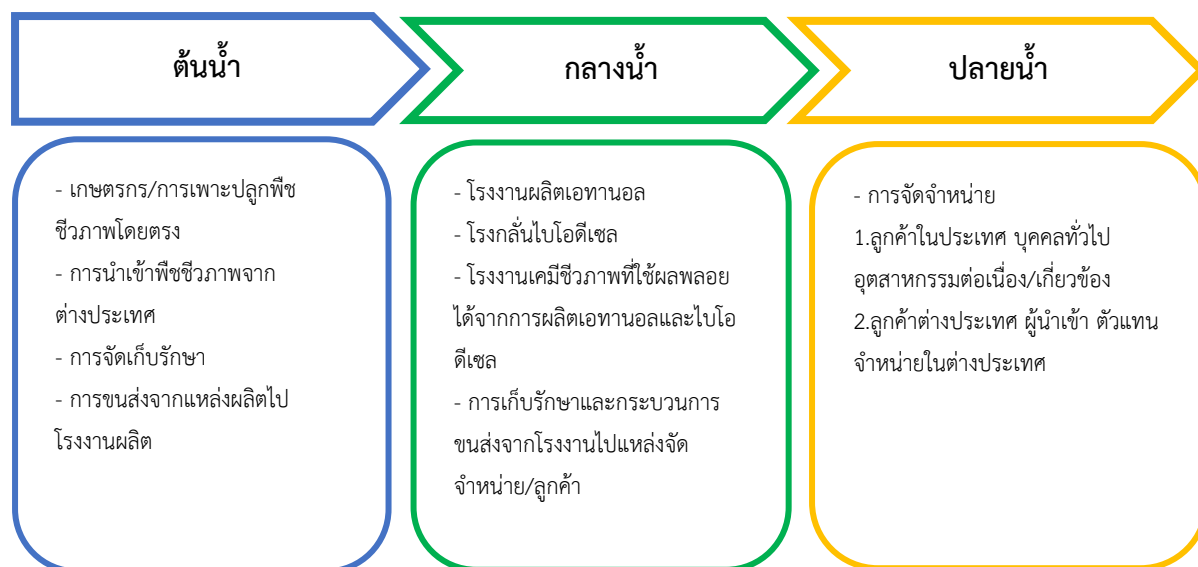 ต้นน้ำ
กลางน้ำ
ปลายน้ำ
- เกษตรกร/การเพาะปลูกพืช
ชีวภาพโดยตรง
- การนำเข้าพืชชีวภาพจาก
ต่างประเทศ
- การจัดเก็บรักษา
- การขนส่งจากแหล่งผลิตไป
โรงงานผลิต
- โรงงานผลิตเอทานอล
- โรงกลั่นไบโอดีเซล
- โรงงานเคมีชีวภาพที่ใช้ผลพลอย
ได้จากการผลิตเอทานอลและไบโอ
ดีเซล
- การเก็บรักษาและกระบวนการ
ขนส่งจากโรงงานไปแหล่งจัด
จำหน่าย/ลูกค้า
- การจัดจำหน่าย
1.ลูกค้าในประเทศ บุคคลทั่วไป
อุตสาหกรรมต่อเนื่อง/เกี่ยวข้อง
2.ลูกค้าต่างประเทศ ผู้นำเข้า ตัวแทน
จำหน่ายในต่างประเทศ